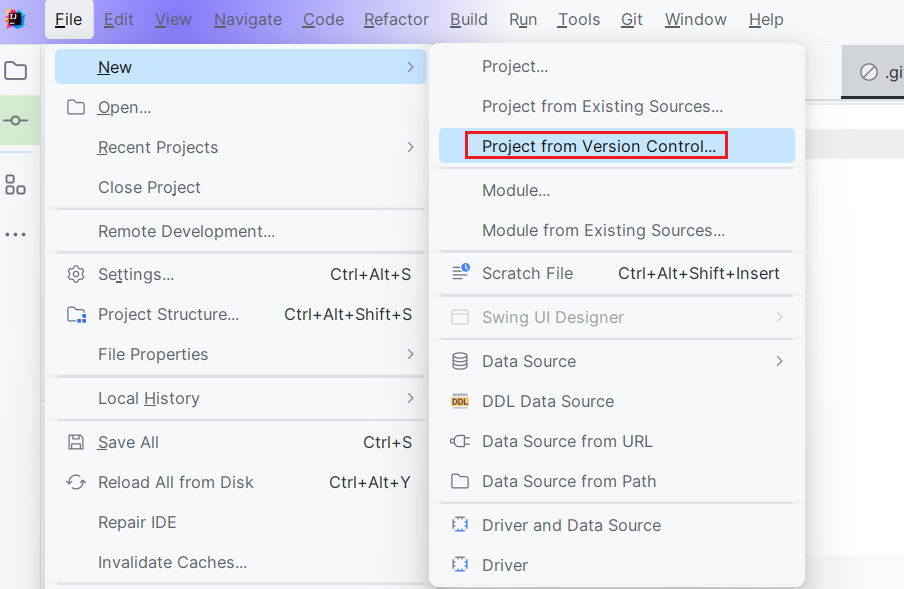 File Edit View Navigate Code Refactor Build Run Tools Git Window Help
New
Open...
Recent Projects
Close Project
Remote Development...
Settings... Ctrl+Alt+S
Project Structure... Ctrl+Alt+Shift+S
File Properties
Local History
Save All Ctrl+S
Reload All from Disk Ctrl+Alt+Y
Repair IDE
Invalidate Caches...
Project...
Project from Existing Sources...
Project from Version Control...
Module...
Module from Existing Sources...
Scratch File Ctrl+Alt+Shift+Insert
Swing UI Designer
Data Source
DDL DDL Data Source
Data Source from URL
Data Source from Path
Driver and Data Source
Driver
.gi